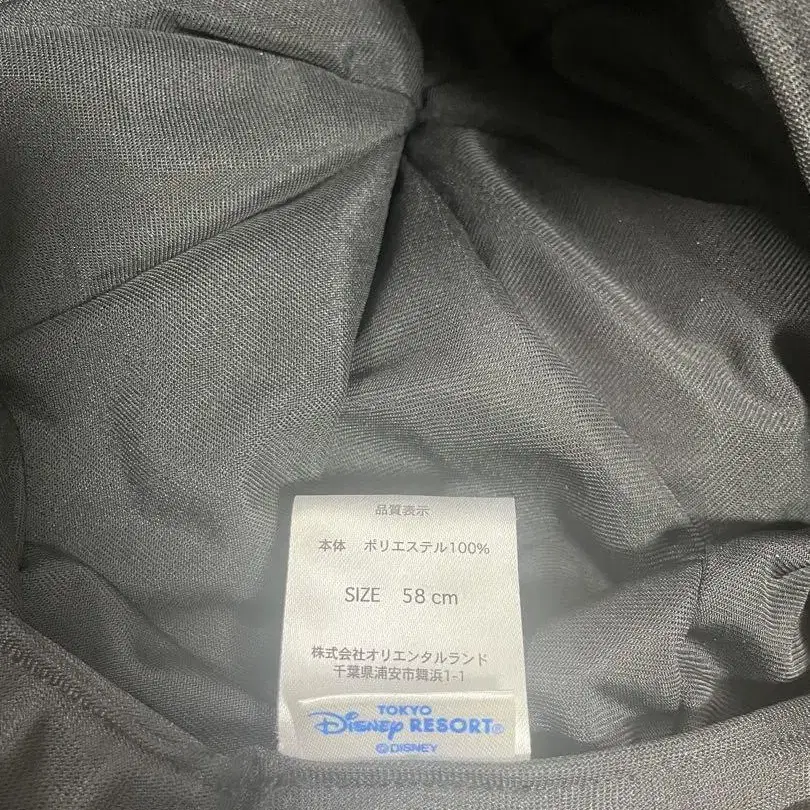 品質表示
本体 ポリエステル100%
SIZE 58 cm
株式会社オリエンタルランド
千葉県浦安市舞浜1-1
TOKYO
Disney RESORT®
©DISNEY